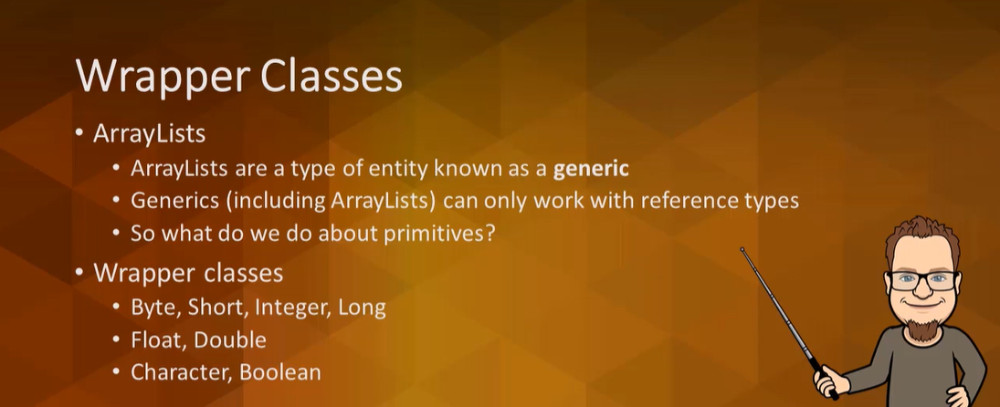 Wrapper Classes
• ArrayLists
• ArrayLists are a type of entity known as a generic
• Generics (including ArrayLists) can only work with reference types
• So what do we do about primitives?
• Wrapper classes
• Byte, Short, Integer, Long
• Float, Double
• Character, Boolean